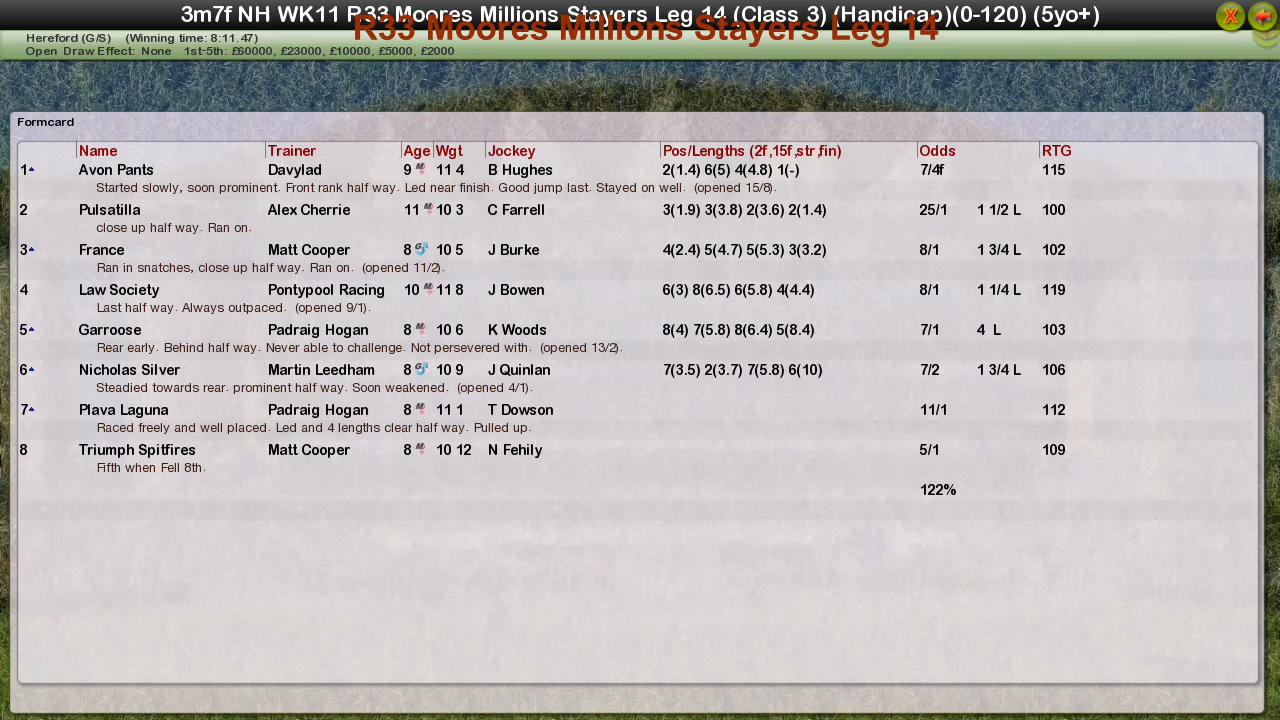 3m7f NH WK11 R33 Moores Millions Stayers Leg 14 (Class 3) (Handicap)(0-120) (5yo+)
R33 Moores Millions Stayers Leg 14
Hereford (G/S) (Winning time: 8:11.47)
Open Draw Effect: None 1st-5th: £60000, £23000, £10000, £5000, £2000
Formcard
Name Trainer Age Wgt Jockey Pos/Lengths (2f,15f,str,fin) Odds RTG
1 Avon Pants Davylad 9 11 4 B Hughes 2(1.4) 6(5) 4(4.8) 1(-) 7/4f 115
Started slowly, soon prominent. Front rank half way. Led near finish. Good jump last. Stayed on well. (opened 15/8).
2 Pulsatilla Alex Cherrie 11 10 3 C Farrell 3(1.9) 3(3.8) 2(3.6) 2(1.4) 25/1 1 1/2 L 100
close up half way. Ran on.
3 France Matt Cooper 8 10 5 J Burke 4(2.4) 5(4.7) 5(5.3) 3(3.2) 8/1 1 3/4 L 102
Ran in snatches, close up half way. Ran on. (opened 11/2).
4 Law Society Pontypool Racing 10 11 8 J Bowen 6(3) 8(6.5) 6(5.8) 4(4.4) 8/1 1 1/4 L 119
Last half way. Always outpaced. (opened 9/1).
5 Garroose Padraig Hogan 8 10 6 K Woods 8(4) 7(5.8) 8(6.4) 5(8.4) 7/1 4 L 103
Rear early. Behind half way. Never able to challenge. Not persevered with. (opened 13/2).
6 Nicholas Silver Martin Leedham 8 10 9 J Quinlan 7(3.5) 2(3.7) 7(5.8) 6(10) 7/2 1 3/4 L 106
Steadied towards rear. prominent half way. Soon weakened. (opened 4/1).
7 Plava Laguna Padraig Hogan 8 11 1 T Dowson 11/1 112
Raced freely and well placed. Led and 4 lengths clear half way. Pulled up.
8 Triumph Spitfires Matt Cooper 8 10 12 N Fehily 5/1 109
Fifth when Fell 8th.
122%